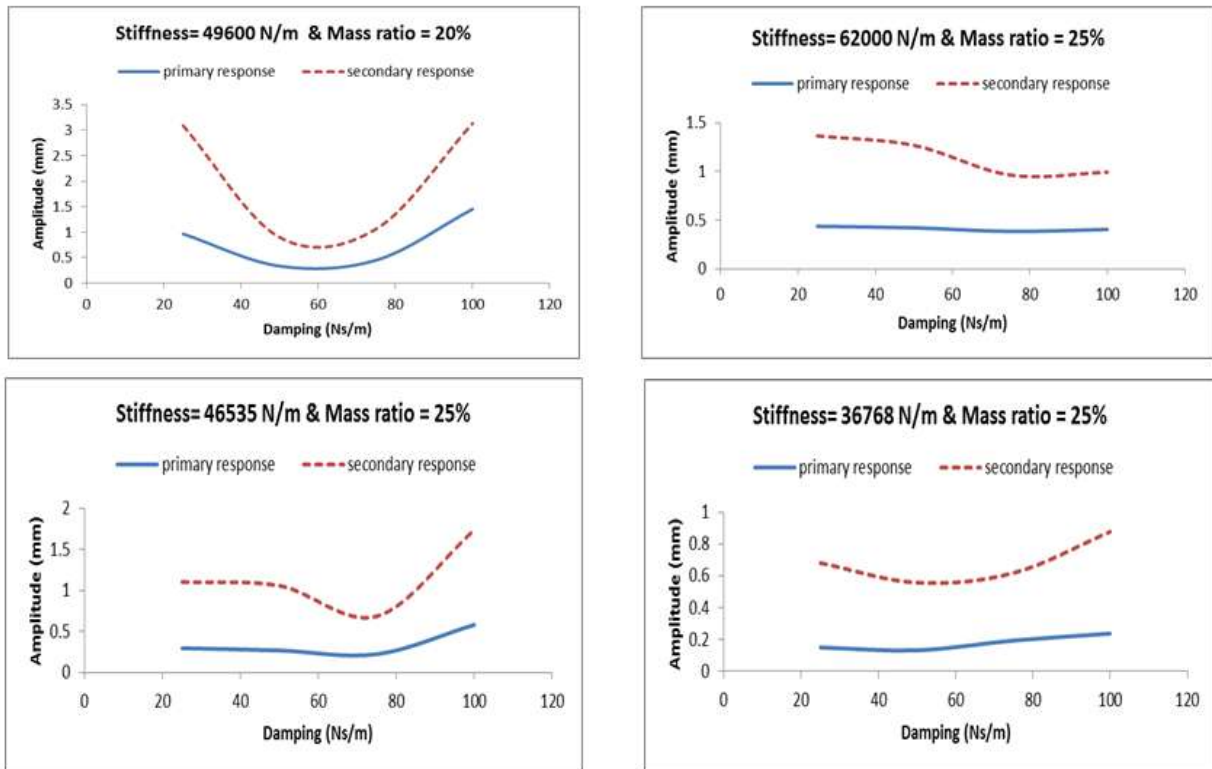 Stiffness= 49600 N/m & Mass ratio = 20%
primary response secondary response
Amplitude (mm)
3.5
3
2.5
2
1.5
1
0.5
0
0 20 40 60 80 100 120
Damping (Ns/m)
Stiffness= 62000 N/m & Mass ratio = 25%
primary response secondary response
Amplitude (mm)
1.5
1
0.5
0
0 20 40 60 80 100 120
Damping (Ns/m)
Stiffness= 46535 N/m & Mass ratio = 25%
primary response secondary response
Amplitude (mm)
2
1.5
1
0.5
0
0 20 40 60 80 100 120
Damping (Ns/m)
Stiffness= 36768 N/m & Mass ratio = 25%
primary response secondary response
Amplitude (mm)
1
0.8
0.6
0.4
0.2
0
0 20 40 60 80 100 120
Damping (Ns/m)